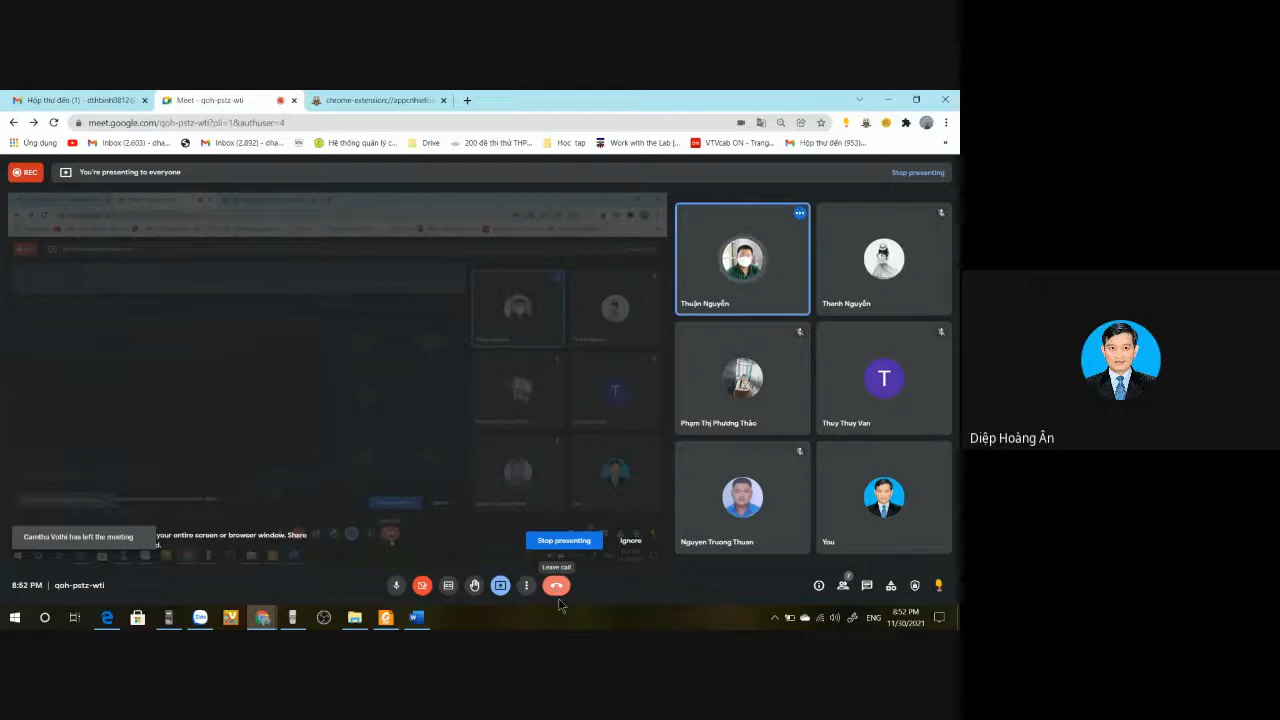 Hộp thư đến (1) - dthbinh0812@
Meet - qoh-pstz-wti
chrome-extension://appcnhiefo
meet.google.com/qoh-pstz-wti?pli=1&authuser=4
Ứng dụng
Inbox (2,603) - dha...
Inbox (2,892) - dha...
Hệ thống quản lý c...
Drive
200 đề thi thử THP...
Học tập
Work with the Lab |...
VTVcab ON - Trang...
Hộp thư đến (953)...
»
REC
You're presenting to everyone
Stop presenting
Thuận Nguyễn
Thanh Nguyễn
Phạm Thị Phương Thảo
T
Thuy Thuy Van
Nguyen Truong Thuan
You
Diệp Hoàng Ân
Camthu Vothi has left the meeting
your entire screen or browser window. Share
d.
Stop presenting
Ignore
Leave call
8:52 PM
qoh-pstz-wti
7
ENG
8:52 PM
11/30/2021